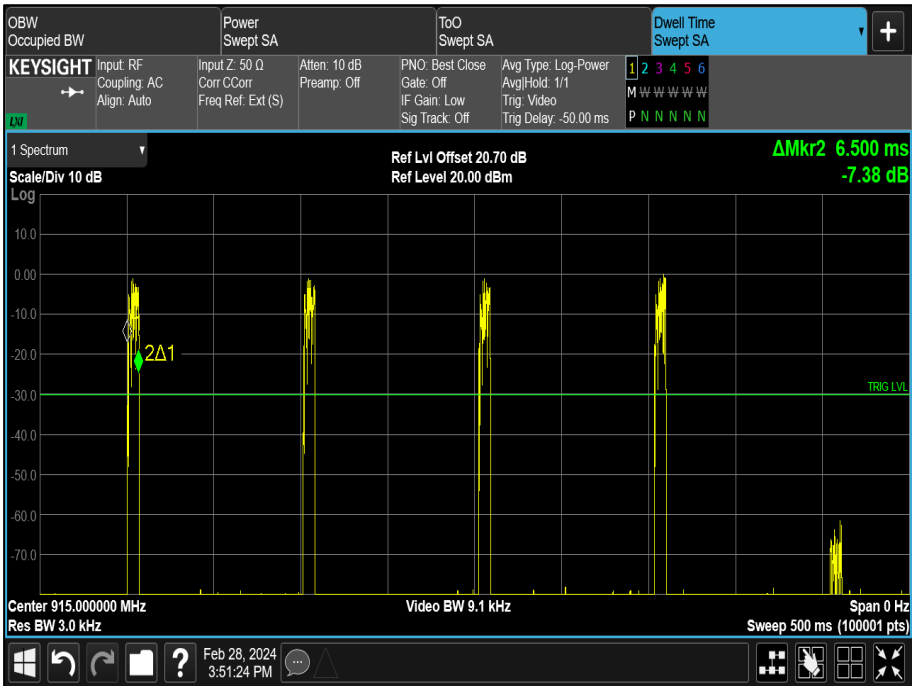 OBW
Occupied BW
Power
Swept SA
ToO
Swept SA
Dwell Time
Swept SA
KEYSIGHT
LXI
Input: RF
Coupling: AC
Align: Auto
Input Z: 50 Ω
Corr CCorr
Freq Ref: Ext (S)
Atten: 10 dB
Preamp: Off
PNO: Best Close
Gate: Off
IF Gain: Low
Sig Track: Off
Avg Type: Log-Power
Avg|Hold: 1/1
Trig: Video
Trig Delay: -50.00 ms
1 2 3 4 5 6
M W W W W W
P N N N N N
1 Spectrum
Scale/Div 10 dB
Log
Ref Lvl Offset 20.70 dB
Ref Level 20.00 dBm
ΔMkr2 6.500 ms
-7.38 dB
10.0
0.00
-10.0
-20.0
-30.0
-40.0
-50.0
-60.0
-70.0
2Δ1
TRIG LVL
Center 915.000000 MHz
Res BW 3.0 kHz
Video BW 9.1 kHz
Span 0 Hz
Sweep 500 ms (100001 pts)
?
Feb 28, 2024
3:51:24 PM